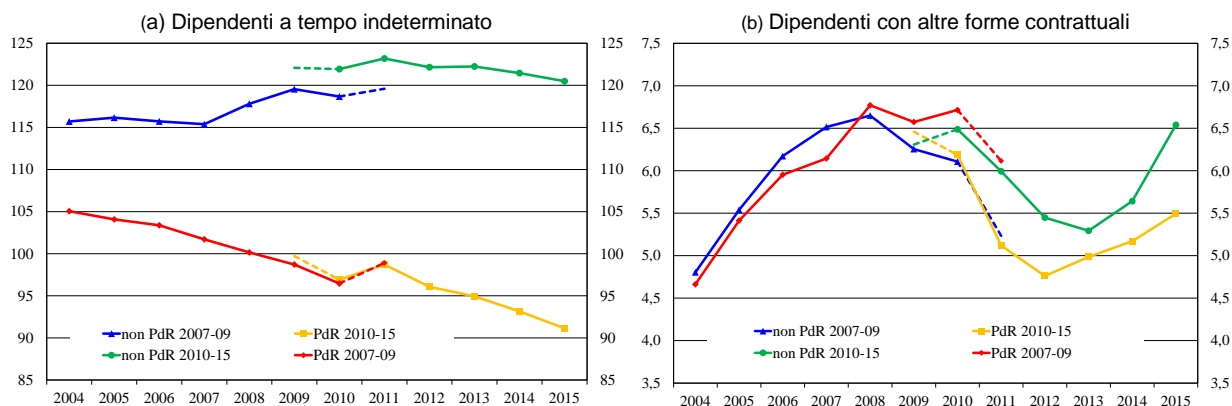 (a) Dipendenti a tempo indeterminato
125 125
120 120
115 115
110 110
105 105
100 100
95 95
90 90
85 85
non PdR 2007-09 PdR 2010-15
non PdR 2010-15 PdR 2007-09
2004 2005 2006 2007 2008 2009 2010 2011 2012 2013 2014 2015
(b) Dipendenti con altre forme contrattuali
7,5 7,5
7,0 7,0
6,5 6,5
6,0 6,0
5,5 5,5
5,0 5,0
4,5 4,5
4,0 4,0
3,5 3,5
non PdR 2007-09 PdR 2010-15
non PdR 2010-15 PdR 2007-09
2004 2005 2006 2007 2008 2009 2010 2011 2012 2013 2014 2015